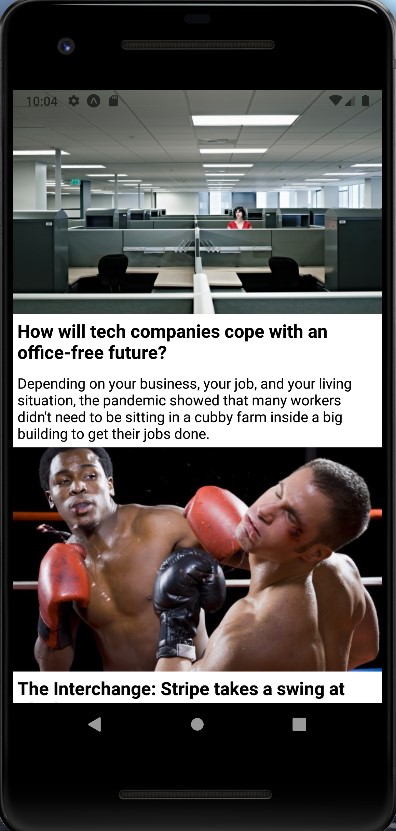 10:04
How will tech companies cope with an
office-free future?
Depending on your business, your job, and your living
situation, the pandemic showed that many workers
didn't need to be sitting in a cubby farm inside a big
building to get their jobs done.
The Interchange: Stripe takes a swing at